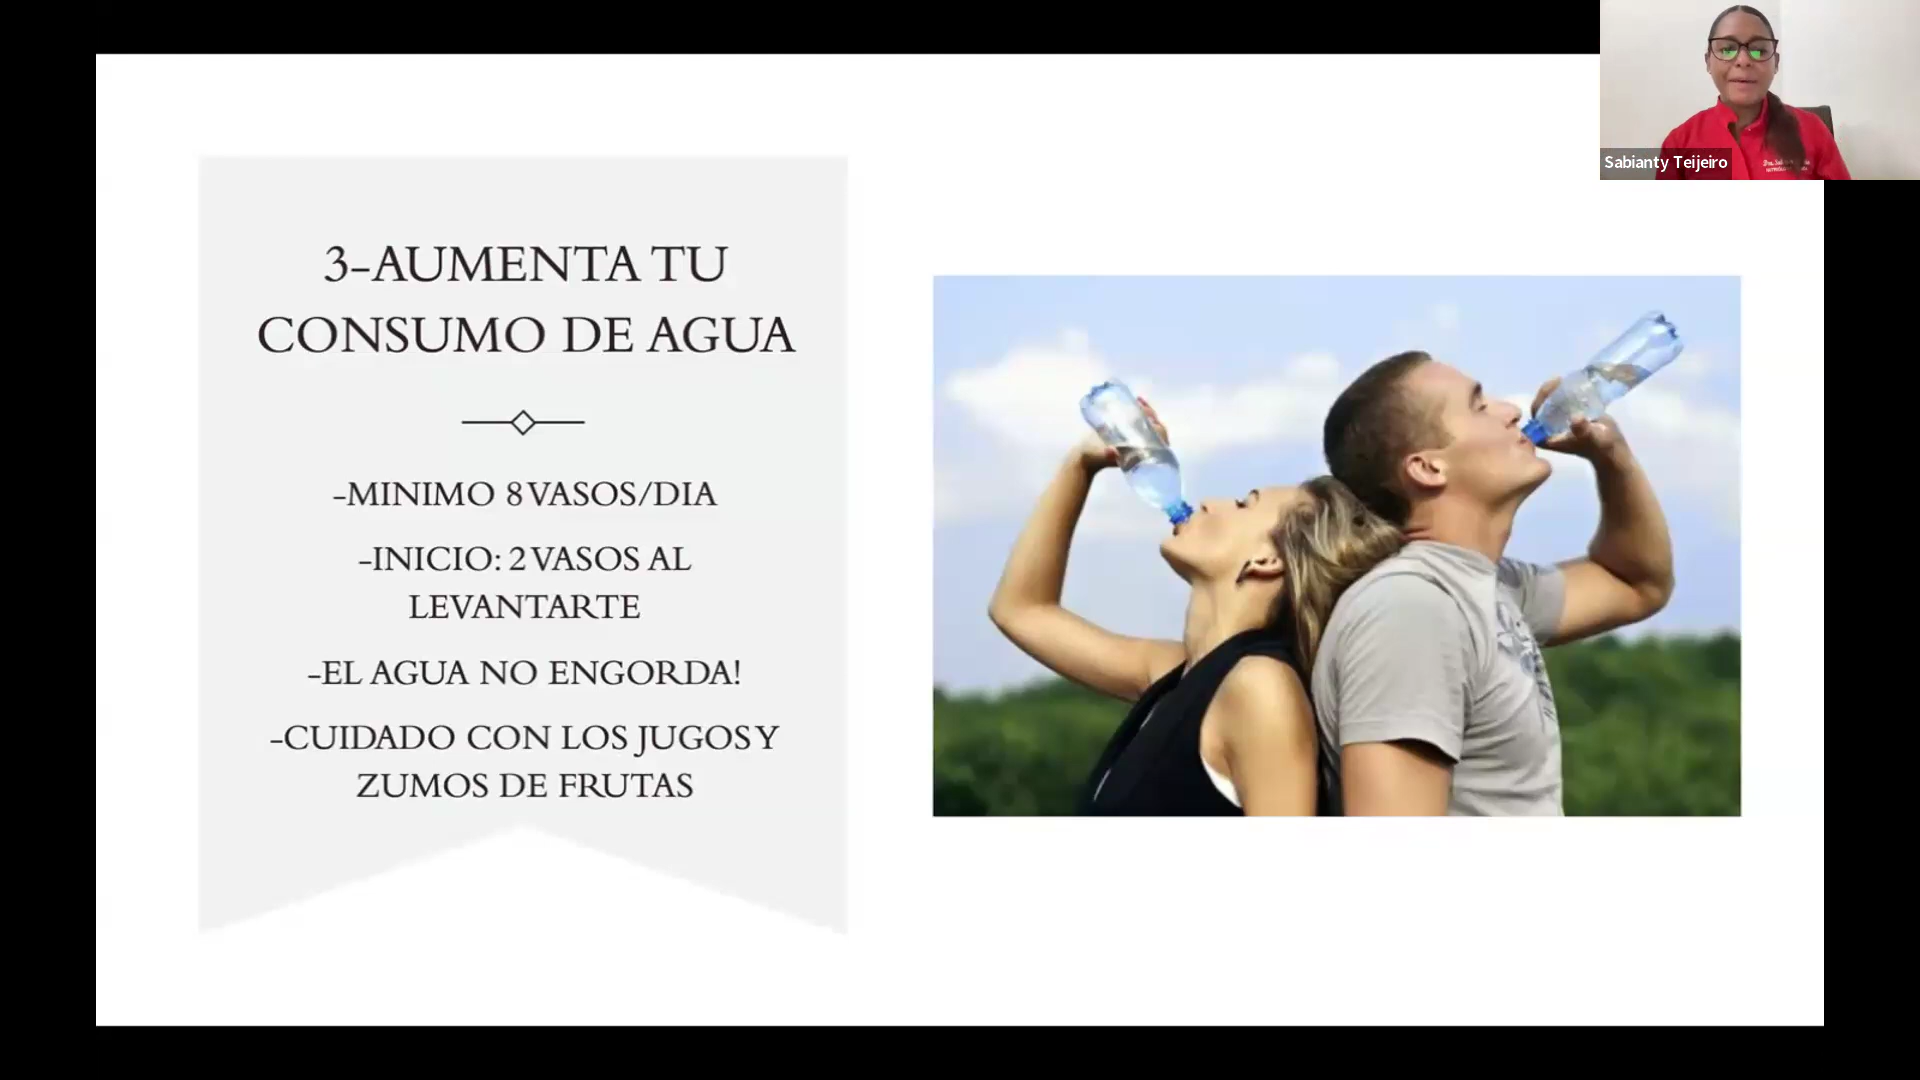 Sabianty Teijeiro
3-AUMENTA TU
CONSUMO DE AGUA
-MINIMO 8 VASOS/DIA
-INICIO: 2 VASOS AL
LEVANTARTE
-EL AGUA NO ENGORDA!
-CUIDADO CON LOS JUGOS Y
ZUMOS DE FRUTAS